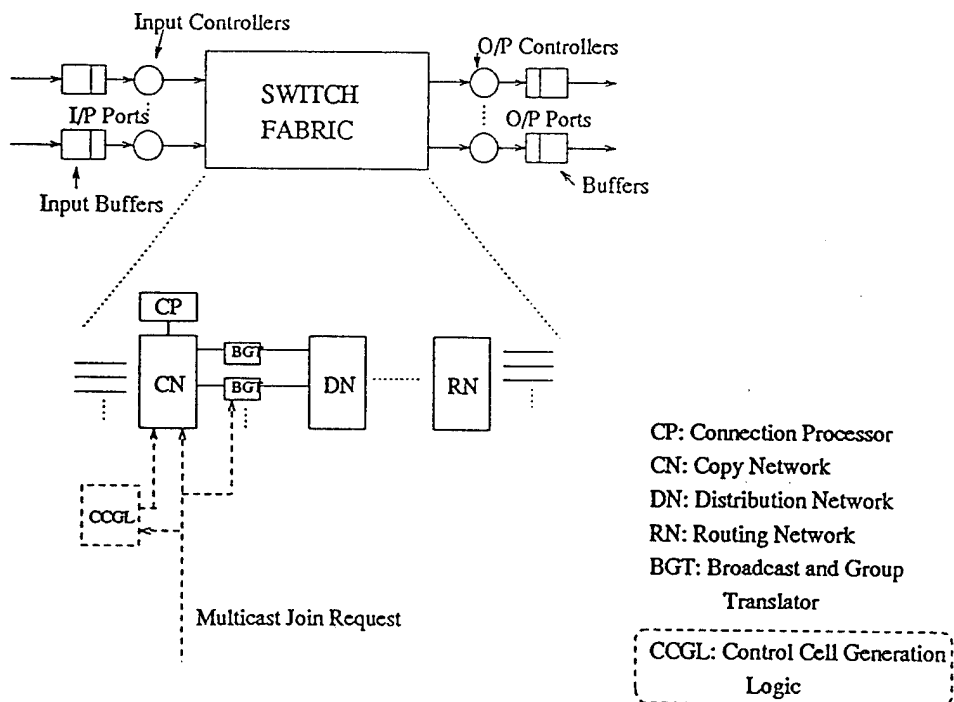 Input Controllers
O/P Controllers
SWITCH
FABRIC
I/P Ports
O/P Ports
Input Buffers
Buffers
CP
CN
BGT
BGT
DN
RN
CCGL
Multicast Join Request
CP: Connection Processor
CN: Copy Network
DN: Distribution Network
RN: Routing Network
BGT: Broadcast and Group
Translator
CCGL: Control Cell Generation
Logic